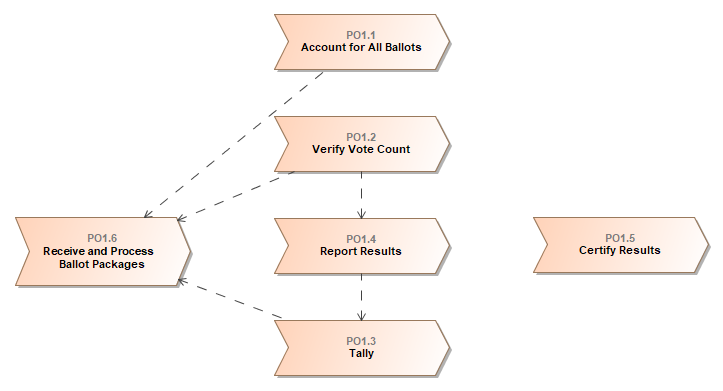 PO1.1
Account for All Ballots
PO1.2
Verify Vote Count
PO1.6
Receive and Process
Ballot Packages
PO1.4
Report Results
PO1.5
Certify Results
PO1.3
Tally